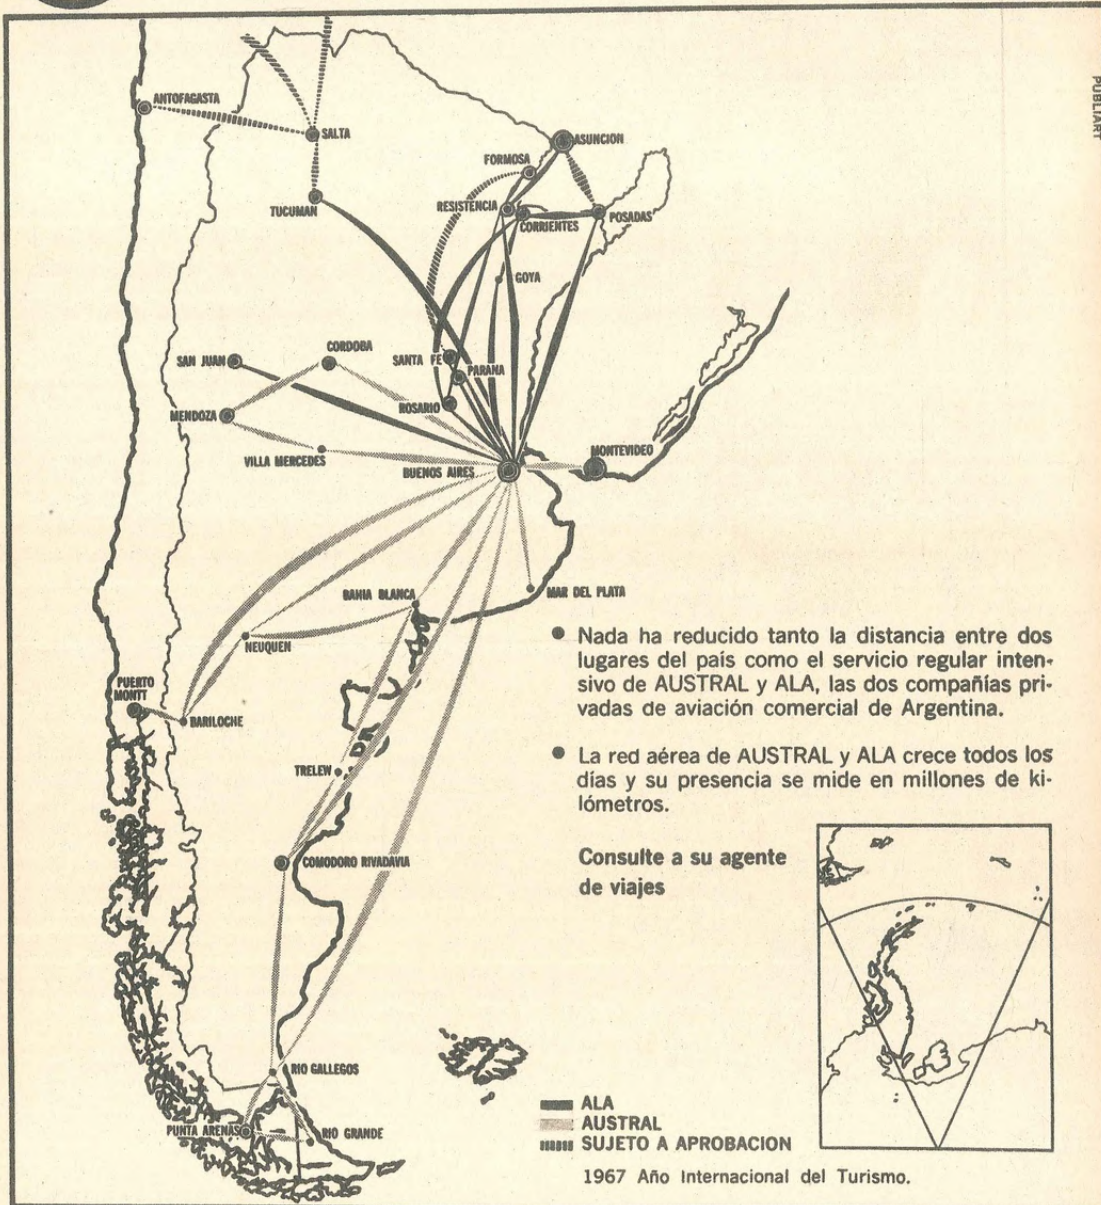 PUBLIART
ANTOFAGASTA
SALTA
ASUNCION
FORMOSA
TUCUMAN
RESISTENCIA
CORRIENTES
POSADAS
GOYA
SAN JUAN
CORDOBA
SANTA FE
PARANA
MENDOZA
ROSARIO
VILLA MERCEDES
BUENOS AIRES
MONTEVIDEO
BAHIA BLANCA
MAR DEL PLATA
NEUQUEN
PUERTO
MONTT
BARILOCHE
TRELEW
COMODORO RIVADAVIA
RIO GALLEGOS
PUNTA ARENAS
RIO GRANDE
● Nada ha reducido tanto la distancia entre dos
lugares del país como el servicio regular inten-
sivo de AUSTRAL y ALA, las dos compañías pri-
vadas de aviación comercial de Argentina.
● La red aérea de AUSTRAL y ALA crece todos los
días y su presencia se mide en millones de ki-
lómetros.
Consulte a su agente
de viajes
ALA
AUSTRAL
SUJETO A APROBACION
1967 Año Internacional del Turismo.